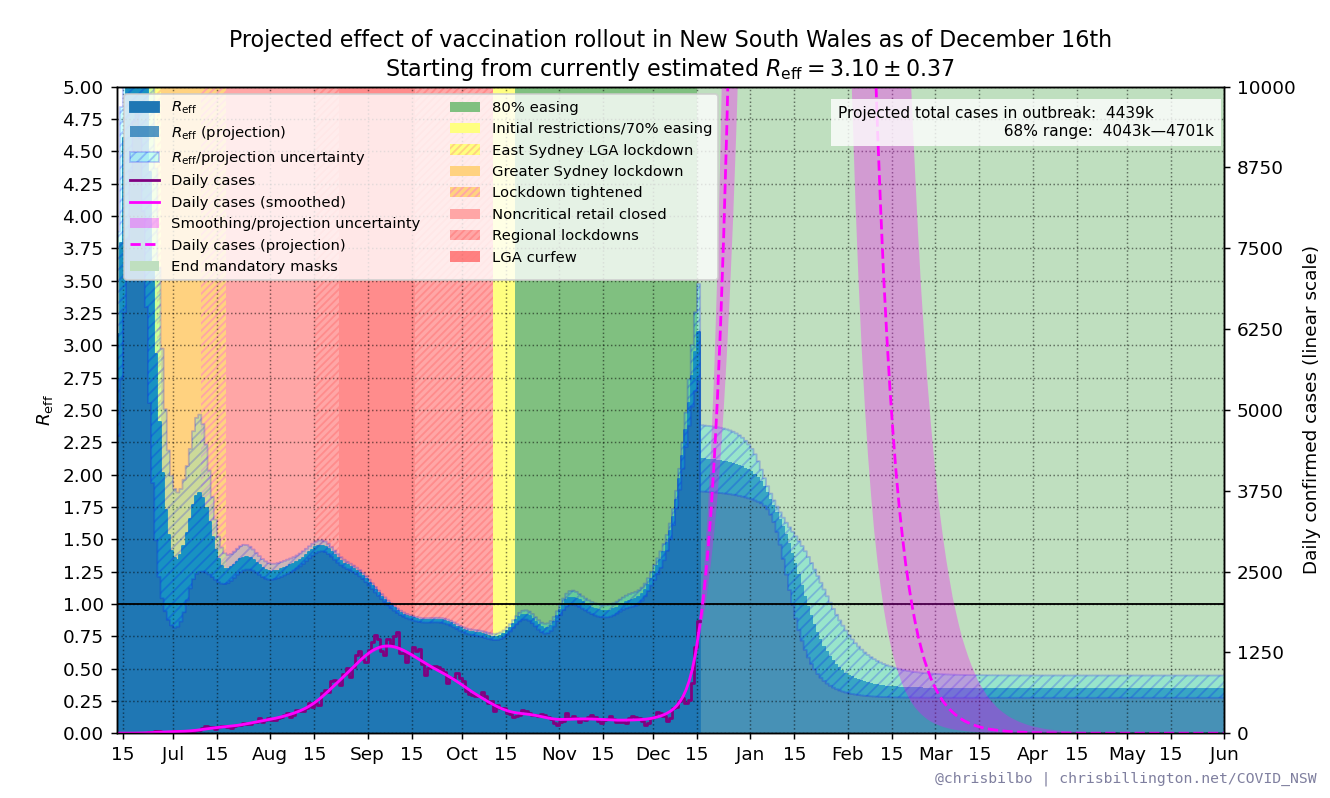 Projected effect of vaccination rollout in New South Wales as of December 16th
Starting from currently estimated R_eff = 3.10 ± 0.37
5.00
4.75
4.50
4.25
4.00
3.75
3.50
3.25
3.00
2.75
2.50
2.25
2.00
1.75
1.50
1.25
1.00
0.75
0.50
0.25
0.00
R_eff
R_eff
R_eff (projection)
R_eff/projection uncertainty
Daily cases
Daily cases (smoothed)
Smoothing/projection uncertainty
Daily cases (projection)
End mandatory masks
80% easing
Initial restrictions/70% easing
East Sydney LGA lockdown
Greater Sydney lockdown
Lockdown tightened
Noncritical retail closed
Regional lockdowns
LGA curfew
Projected total cases in outbreak: 4439k
68% range: 4043k—4701k
10000
8750
7500
6250
5000
3750
2500
1250
0
Daily confirmed cases (linear scale)
15 Jul 15 Aug 15 Sep 15 Oct 15 Nov 15 Dec 15 Jan 15 Feb 15 Mar 15 Apr 15 May 15 Jun
@chrisbilbo | chrisbillington.net/COVID_NSW